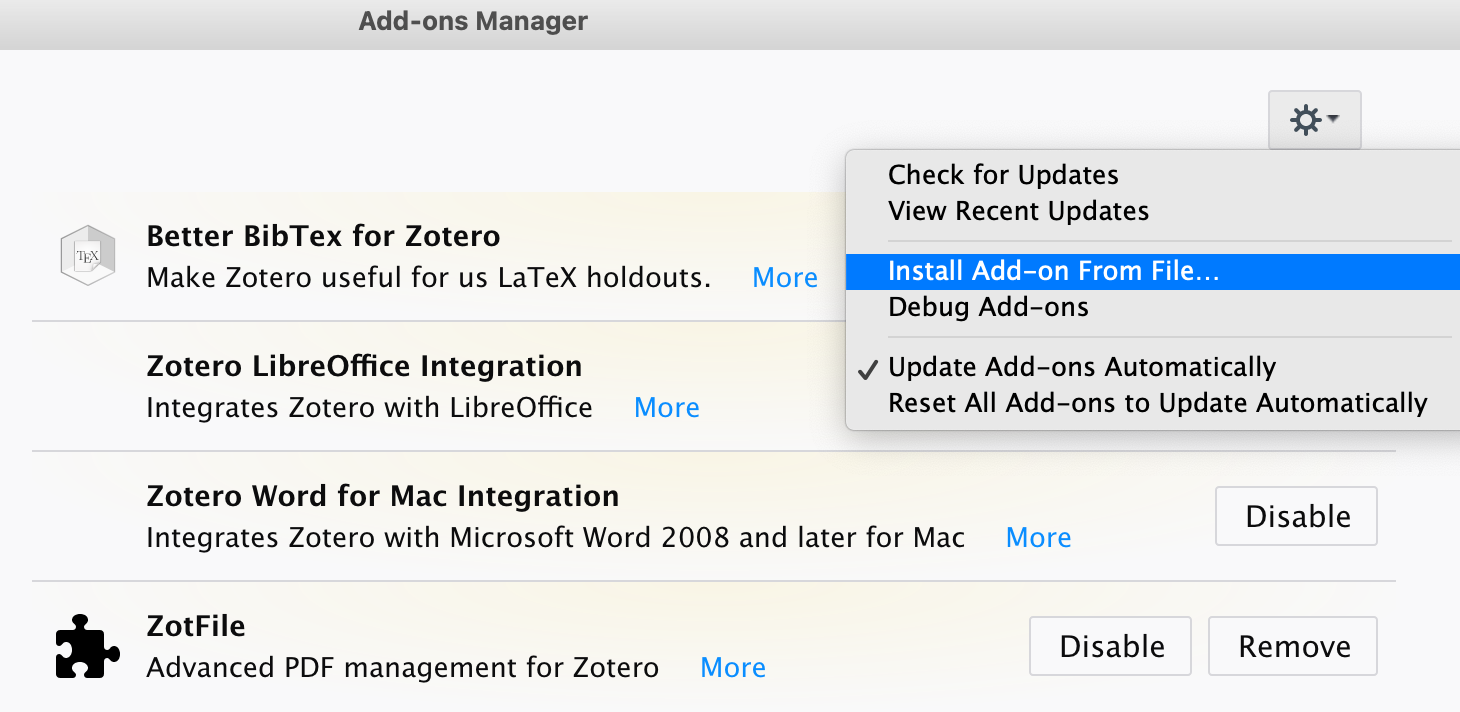 Add-ons Manager
Check for Updates
View Recent Updates
Install Add-on From File...
Debug Add-ons
✓ Update Add-ons Automatically
Reset All Add-ons to Update Automatically
TEX
Better BibTex for Zotero
Make Zotero useful for us LaTeX holdouts. More
Zotero LibreOffice Integration
Integrates Zotero with LibreOffice More
Zotero Word for Mac Integration
Integrates Zotero with Microsoft Word 2008 and later for Mac More
Disable
ZotFile
Advanced PDF management for Zotero More
Disable Remove